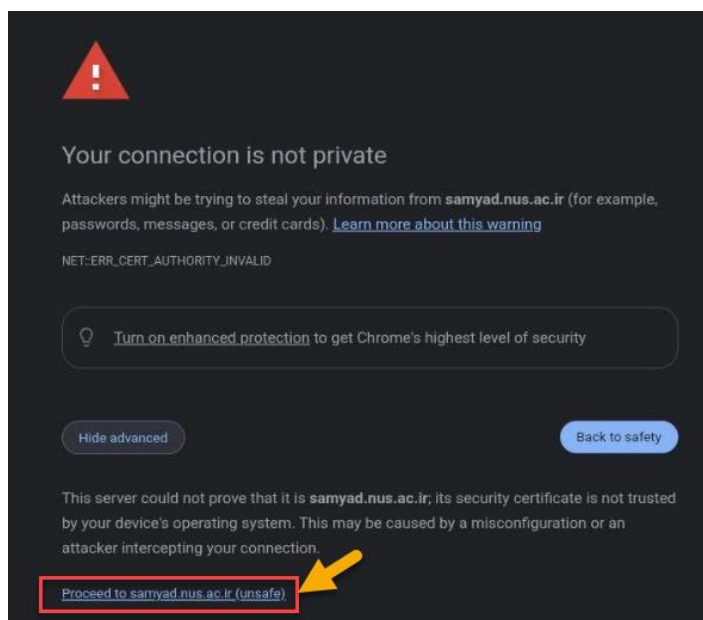 Your connection is not private
Attackers might be trying to steal your information from samyad.nus.ac.ir (for example,
passwords, messages, or credit cards). Learn more about this warning
NET::ERR_CERT_AUTHORITY_INVALID
Turn on enhanced protection to get Chrome's highest level of security
Hide advanced
Back to safety
This server could not prove that it is samyad.nus.ac.ir; its security certificate is not trusted
by your device's operating system. This may be caused by a misconfiguration or an
attacker intercepting your connection.
Proceed to samyad.nus.ac.ir (unsafe)